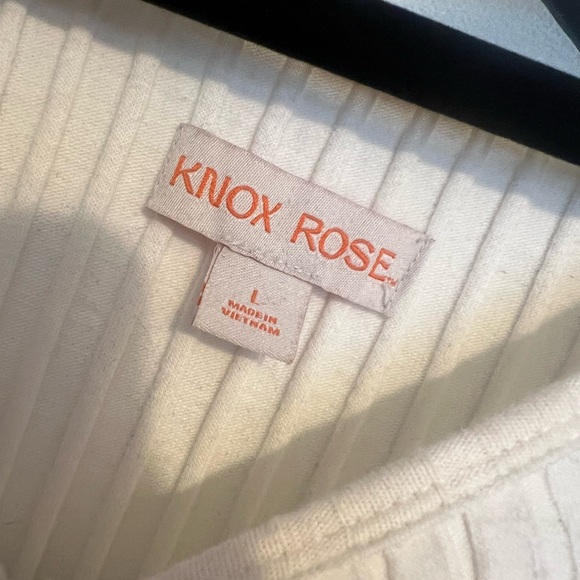 KNOX ROSE™
L
MADE IN
VIETNAM